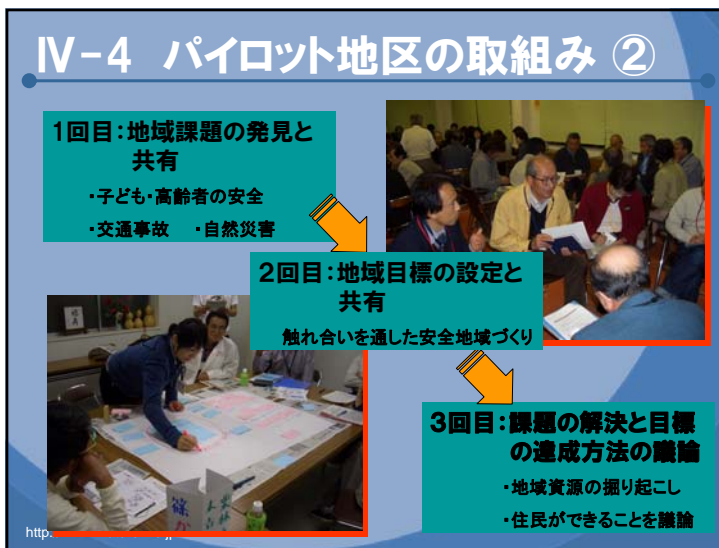 Ⅳ-4 パイロット地区の取組み ②
1回目：地域課題の発見と
共有
・子ども・高齢者の安全
・交通事故 ・自然災害
2回目：地域目標の設定と
共有
触れ合いを通した安全地域づくり
3回目：課題の解決と目標
の達成方法の議論
・地域資源の掘り起こし
・住民ができることを議論
http: